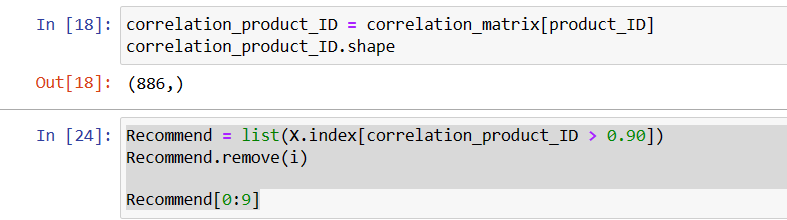 In [18]: correlation_product_ID = correlation_matrix[product_ID]
correlation_product_ID.shape
Out[18]: (886,)
In [24]: Recommend = list(X.index[correlation_product_ID > 0.90])
Recommend.remove(i)
Recommend[0:9]